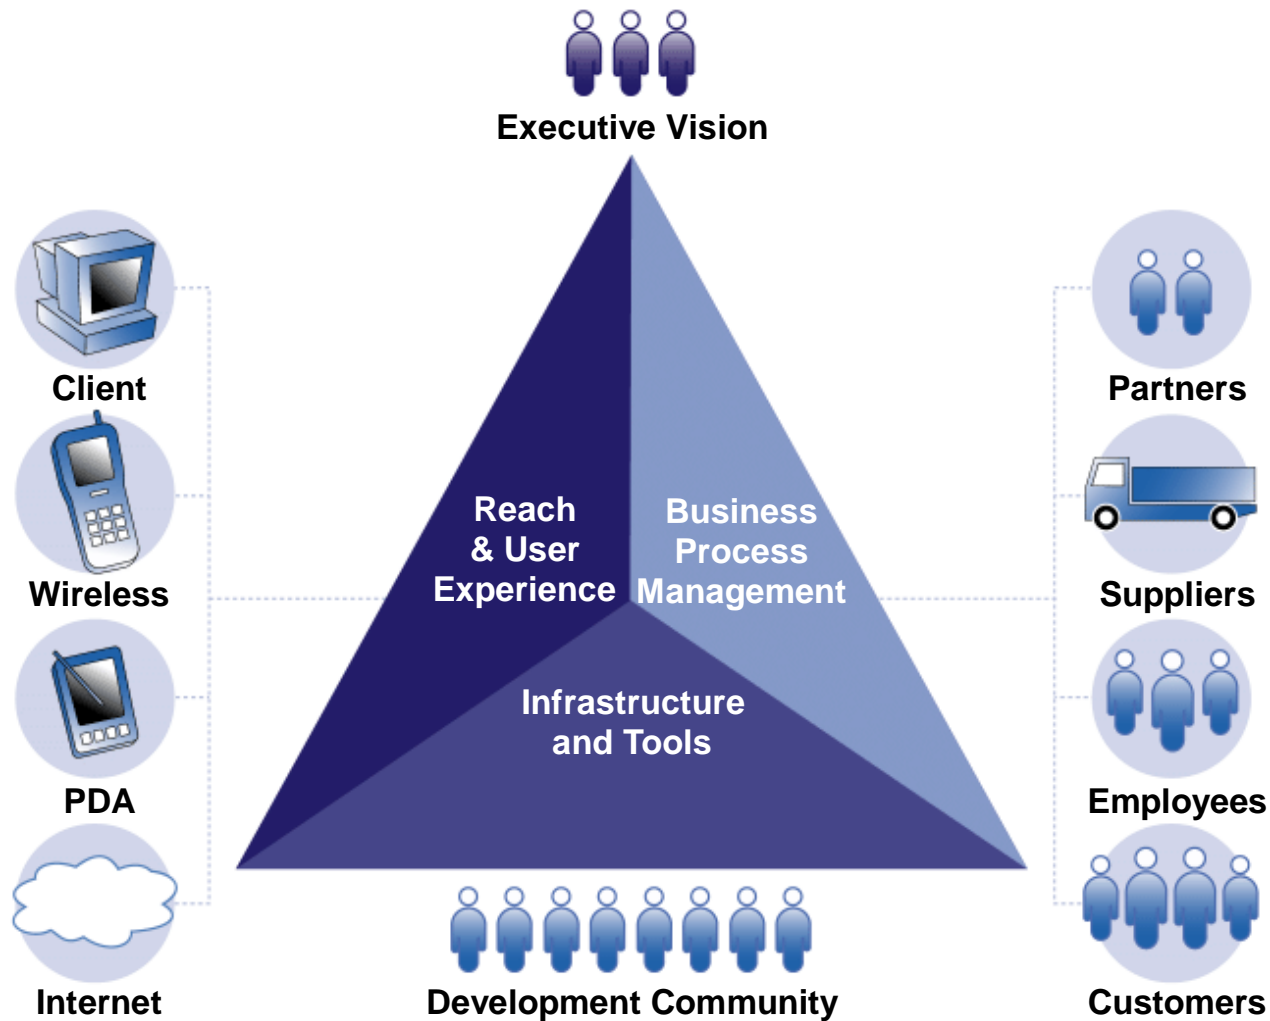 Executive Vision
Client
Wireless
PDA
Internet
Reach
& User
Experience
Business
Process
Management
Infrastructure
and Tools
Partners
Suppliers
Employees
Customers
Development Community